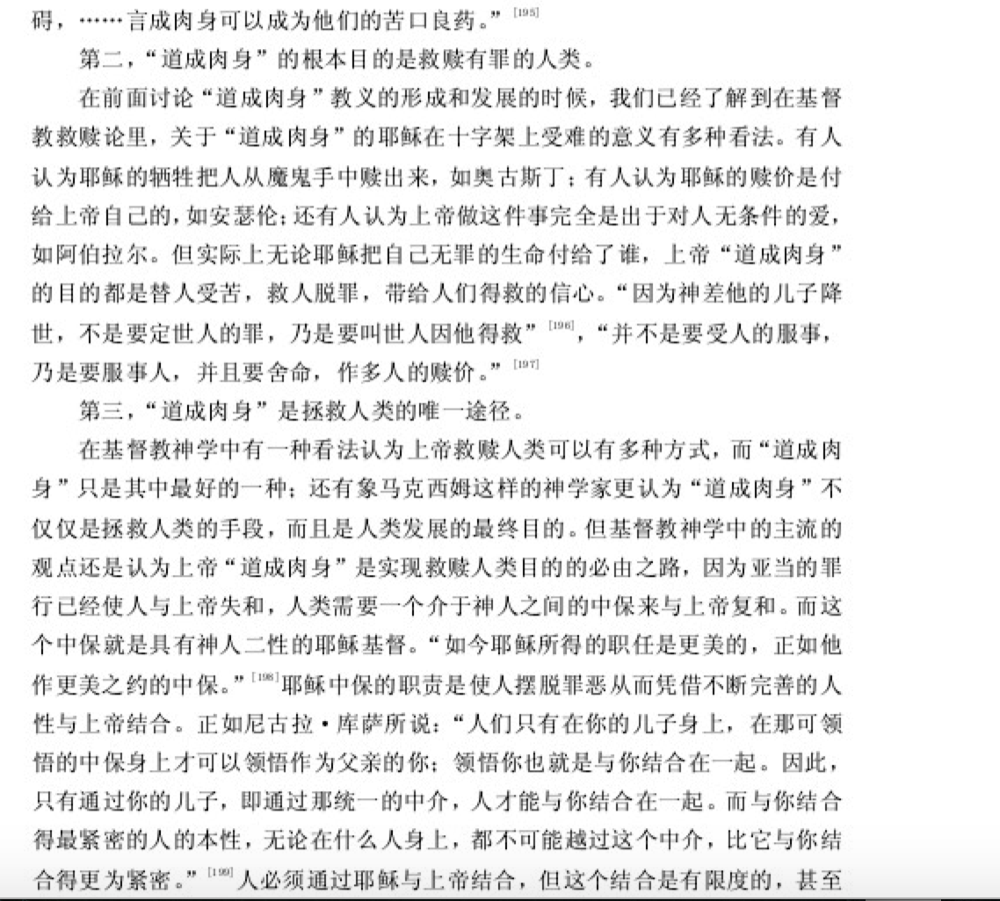 碍，……言成肉身可以成为他们的苦口良药。”[195]
第二，“道成肉身”的根本目的是救赎有罪的人类。
在前面讨论“道成肉身”教义的形成和发展的时候，我们已经了解到在基督
教救赎论里，关于“道成肉身”的耶稣在十字架上受难的意义有多种看法。有人
认为耶稣的牺牲把人从魔鬼手中赎出来，如奥古斯丁；有人认为耶稣的赎价是付
给上帝自己的，如安瑟伦；还有人认为上帝做这件事完全是出于对人无条件的爱，
如阿伯拉尔。但实际上无论耶稣把自己无罪的生命付给了谁，上帝“道成肉身”
的目的都是替人受苦，救人脱罪，带给人们得救的信心。“因为神差他的儿子降
世，不是要定世人的罪，乃是要叫世人因他得救”[196]，“并不是要受人的服事，
乃是要服事人，并且要舍命，作多人的赎价。”[197]
第三，“道成肉身”是拯救人类的唯一途径。
在基督教神学中有一种看法认为上帝救赎人类可以有多种方式，而“道成肉
身”只是其中最好的一种；还有象马克西姆这样的神学家更认为“道成肉身”不
仅仅是拯救人类的手段，而且是人类发展的最终目的。但基督教神学中的主流的
观点还是认为上帝“道成肉身”是实现救赎人类目的的必由之路，因为亚当的罪
行已经使人与上帝失和，人类需要一个介于神人之间的中保来与上帝复和。而这
个中保就是具有神人二性的耶稣基督。“如今耶稣所得的职任是更美的，正如他
作更美之约的中保。”[198]耶稣中保的职责是使人摆脱罪恶从而凭借不断完善的人
性与上帝结合。正如尼古拉·库萨所说：“人们只有在你的儿子身上，在那可领
悟的中保身上才可以领悟作为父亲的你；领悟你也就是与你结合在一起。因此，
只有通过你的儿子，即通过那统一的中介，人才能与你结合在一起。而与你结合
得最紧密的人的本性，无论在什么人身上，都不可能越过这个中介，比它与你结
合得更为紧密。”[199]人必须通过耶稣与上帝结合，但这个结合是有限度的，甚至